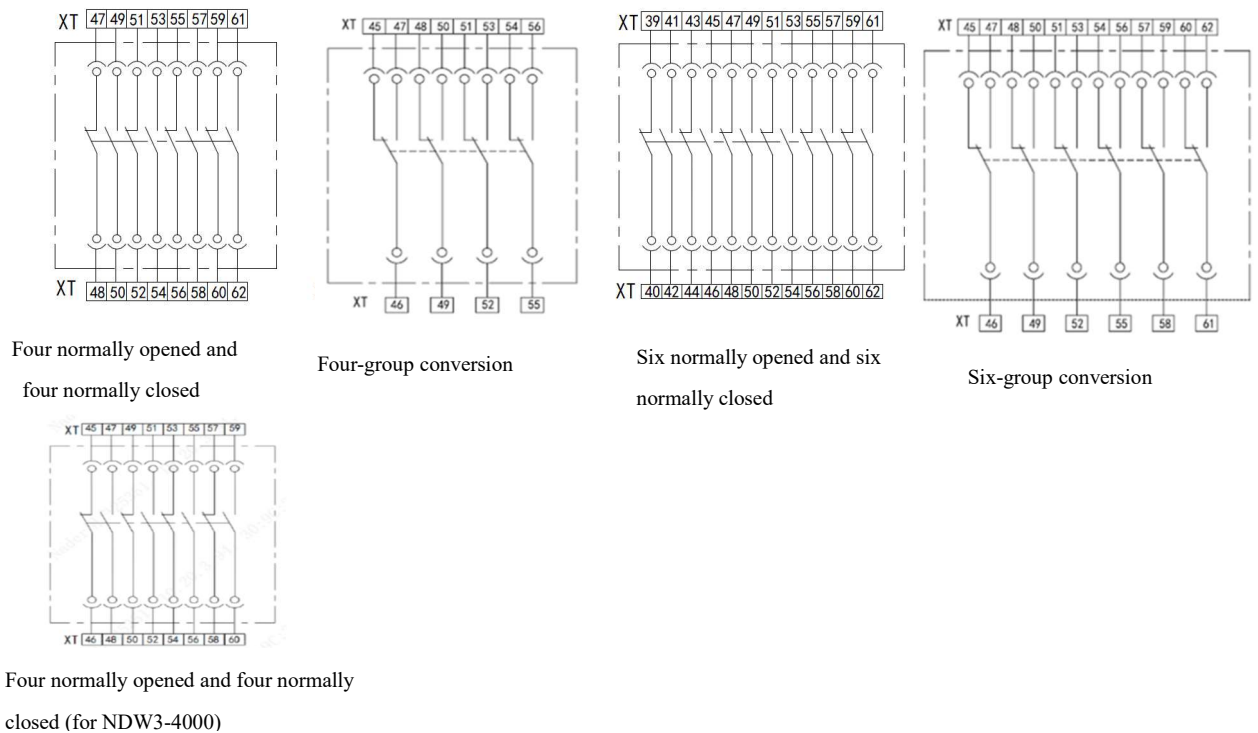 XT 47 49 51 53 55 57 59 61
XT 48 50 52 54 56 58 60 62
Four normally opened and
four normally closed
XT 45 47 48 50 51 53 54 56
XT 46 49 52 55
Four-group conversion
XT 39 41 43 45 47 49 51 53 55 57 59 61
XT 40 42 44 46 48 50 52 54 56 58 60 62
Six normally opened and six
normally closed
XT 45 47 48 50 51 53 54 56 57 59 60 62
XT 46 49 52 55 58 61
Six-group conversion
XT 45 47 49 51 53 55 57 59
XT 46 48 50 52 54 56 58 60
Four normally opened and four normally
closed (for NDW3-4000)